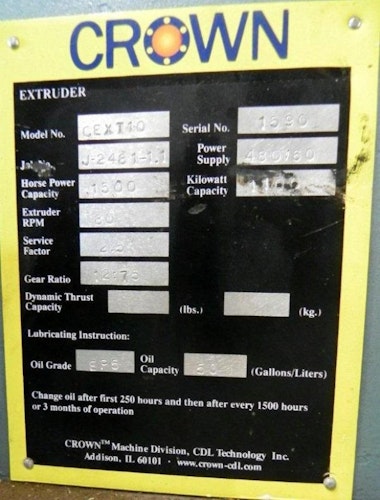 CROWN
EXTRUDER
Model No. CEXT10 Serial No. 1590
Job No. J-2481-1.1 Power Supply 480/60
Horse Power Capacity 1500 Kilowatt Capacity
Extruder RPM
Service Factor
Gear Ratio
Dynamic Thrust Capacity (lbs.) (kg.)
Lubricating Instruction:
Oil Grade Oil Capacity (Gallons/Liters)
Change oil after first 250 hours and then after every 1500 hours
or 3 months of operation
CROWN™ Machine Division, CDL Technology Inc.
Addison, IL 60101 · www.crown-cdl.com